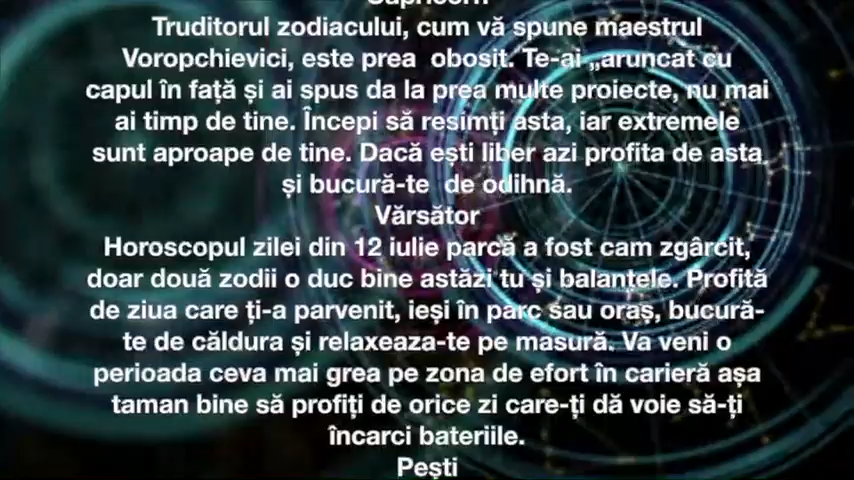 Capricorn
Truditorul zodiacului, cum vă spune maestrul
Voropchievici, este prea obosit. Te-ai „aruncat cu
capul în față și ai spus da la prea multe proiecte, nu mai
ai timp de tine. Începi să resimți asta, iar extremele
sunt aproape de tine. Dacă ești liber azi profita de asta
și bucură-te de odihnă.
Vărsător
Horoscopul zilei din 12 iulie parcă a fost cam zgârcit,
doar două zodii o duc bine astăzi tu și balanțele. Profită
de ziua care ți-a parvenit, ieși în parc sau oraș, bucură-
te de căldura și relaxeaza-te pe masură. Va veni o
perioada ceva mai grea pe zona de efort în carieră așa
taman bine să profiți de orice zi care-ți dă voie să-ți
încarci bateriile.
Pești